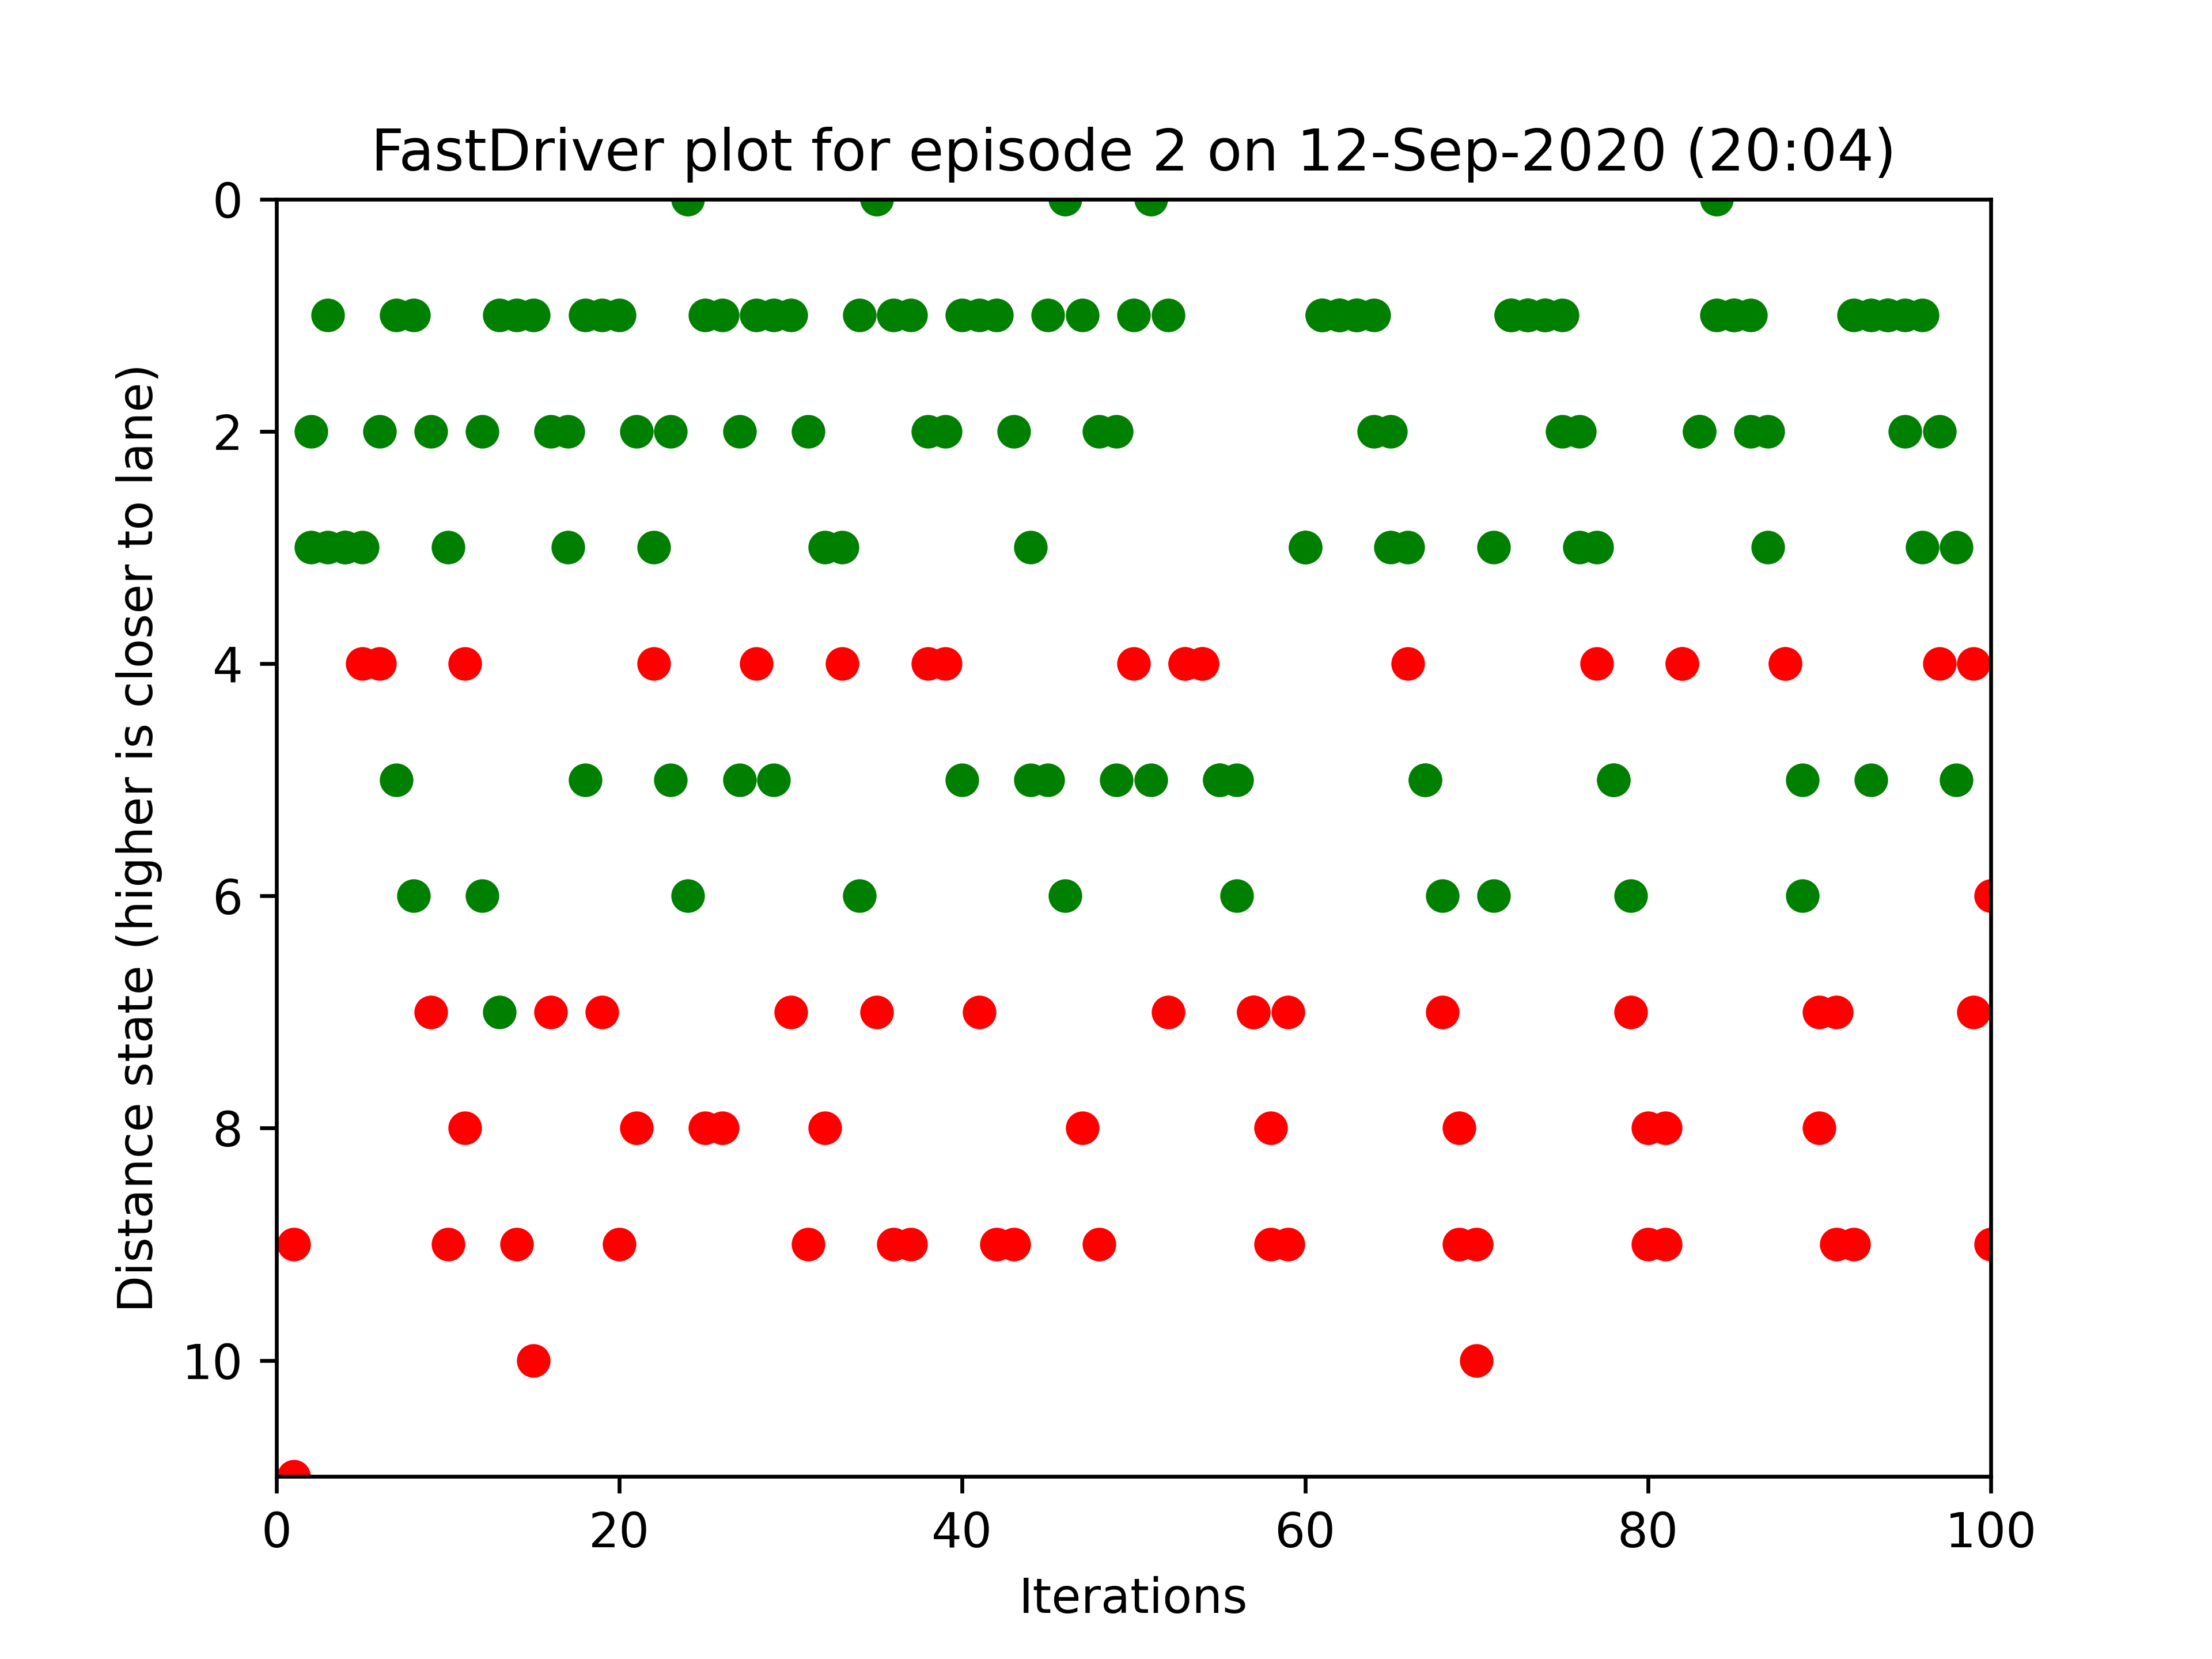 FastDriver plot for episode 2 on 12-Sep-2020 (20:04)
Distance state (higher is closer to lane)
0
2
4
6
8
10
0 20 40 60 80 100
Iterations